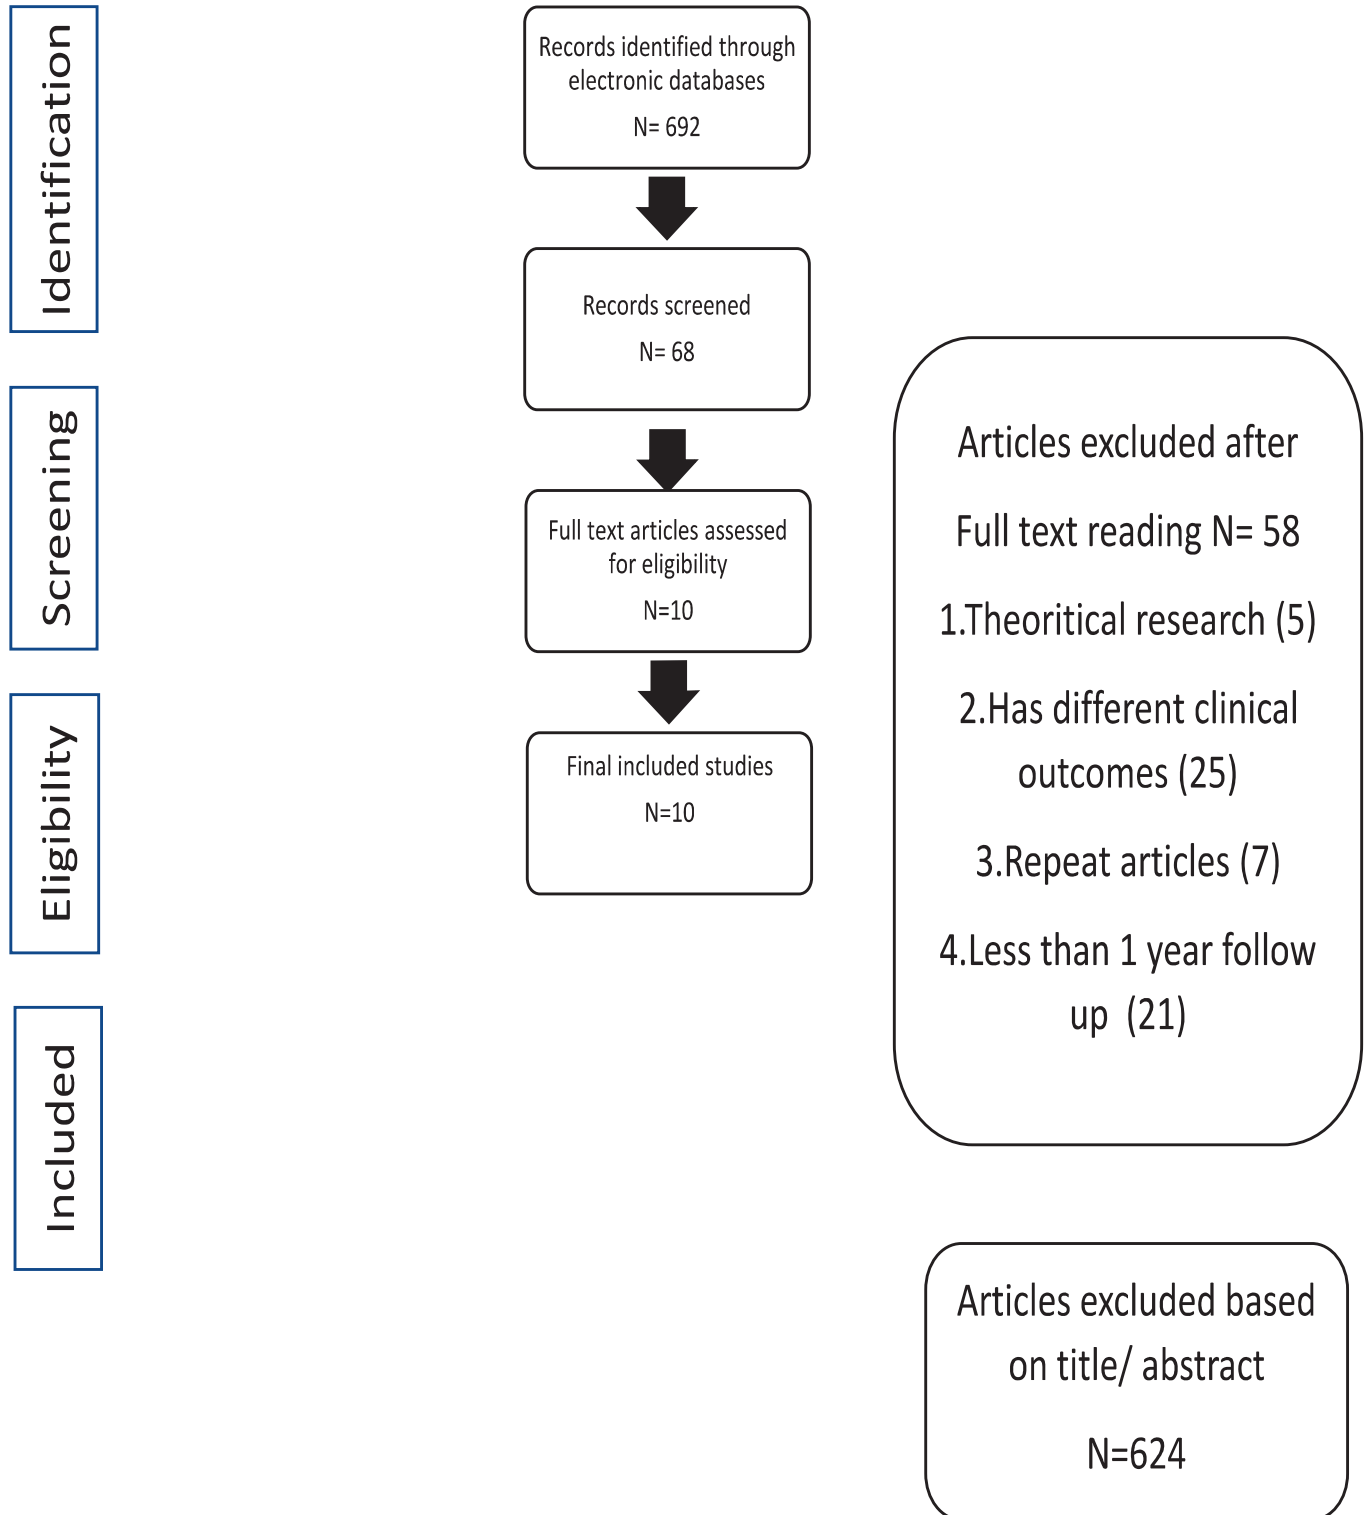 Identification
Screening
Eligibility
Included
Records identified through
electronic databases
N= 692
Records screened
N= 68
Full text articles assessed
for eligibility
N=10
Final included studies
N=10
Articles excluded after
Full text reading N= 58
1.Theoritical research (5)
2.Has different clinical
outcomes (25)
3.Repeat articles (7)
4.Less than 1 year follow
up (21)
Articles excluded based
on title/ abstract
N=624